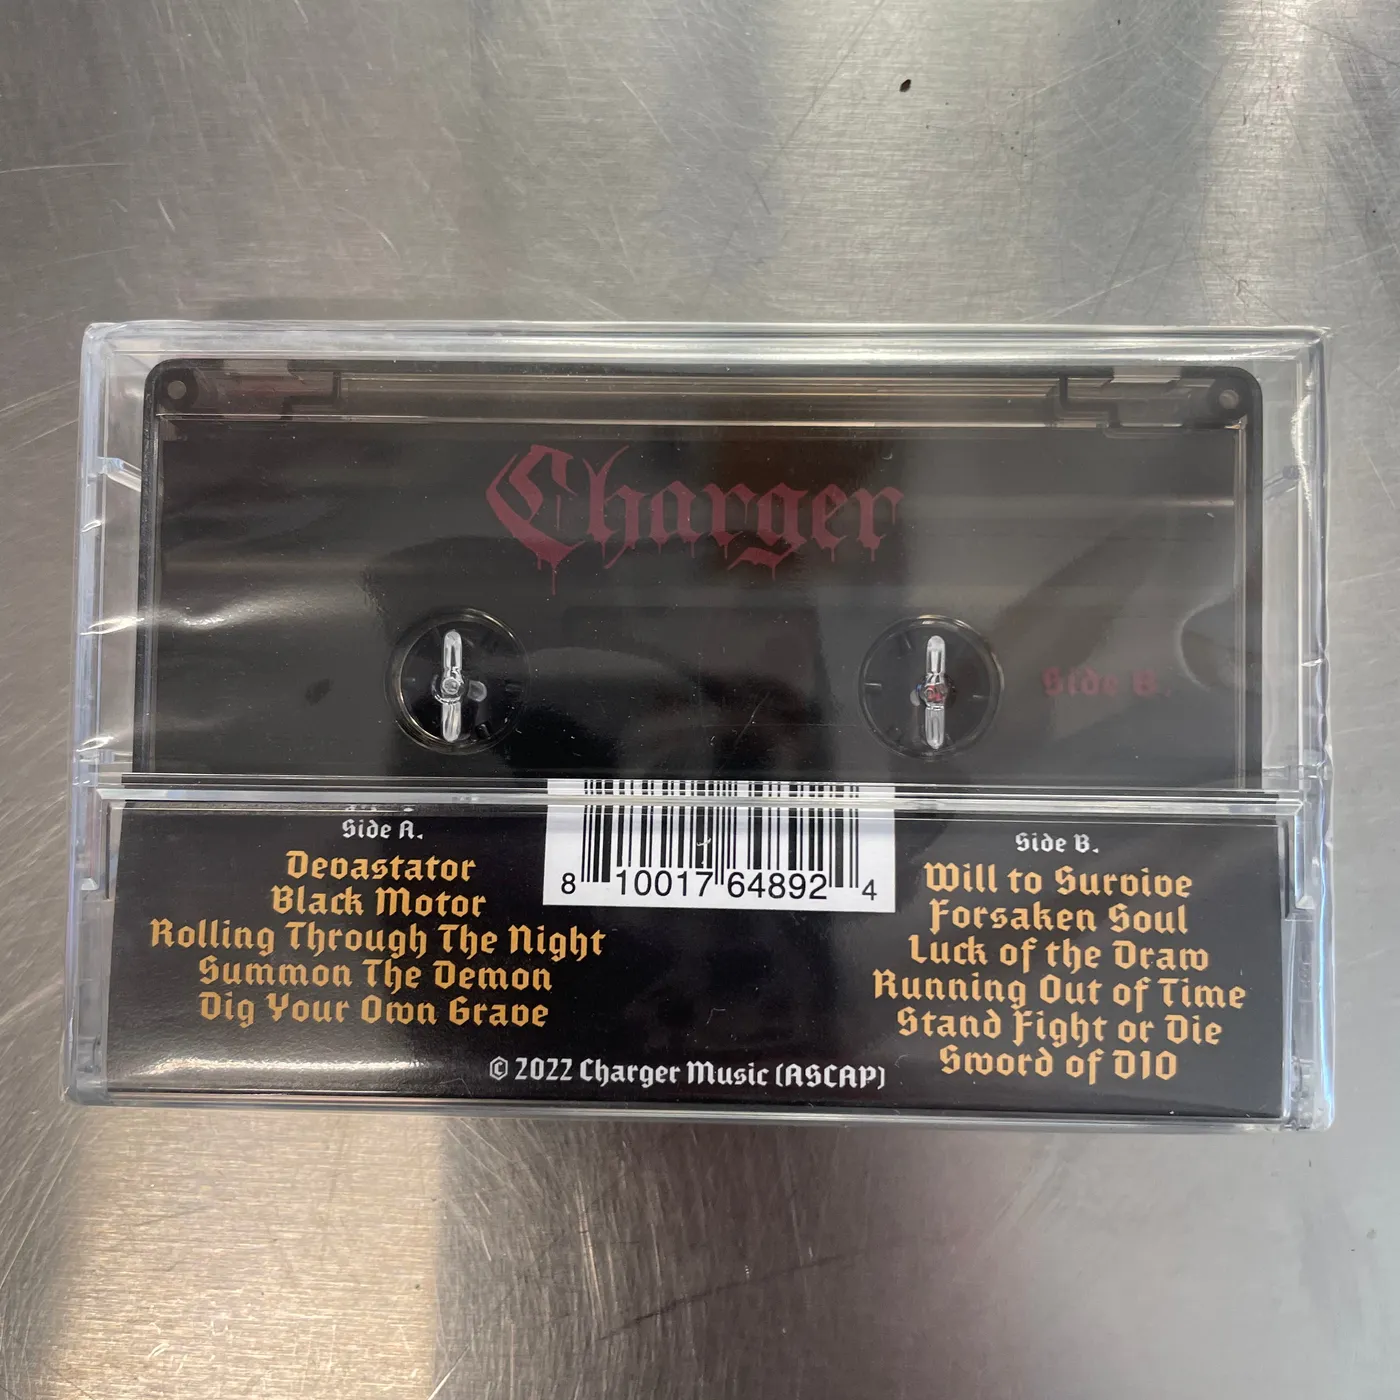 Charger
Side B.
Side A.
Devastator
Black Motor
Rolling Through The Night
Summon The Demon
Dig Your Own Grave
8 10017 64892 4
Side B.
Will to Survive
Forsaken Soul
Luck of the Draw
Running Out of Time
Stand Fight or Die
Sword of D10
© 2022 Charger Music (ASCAP)